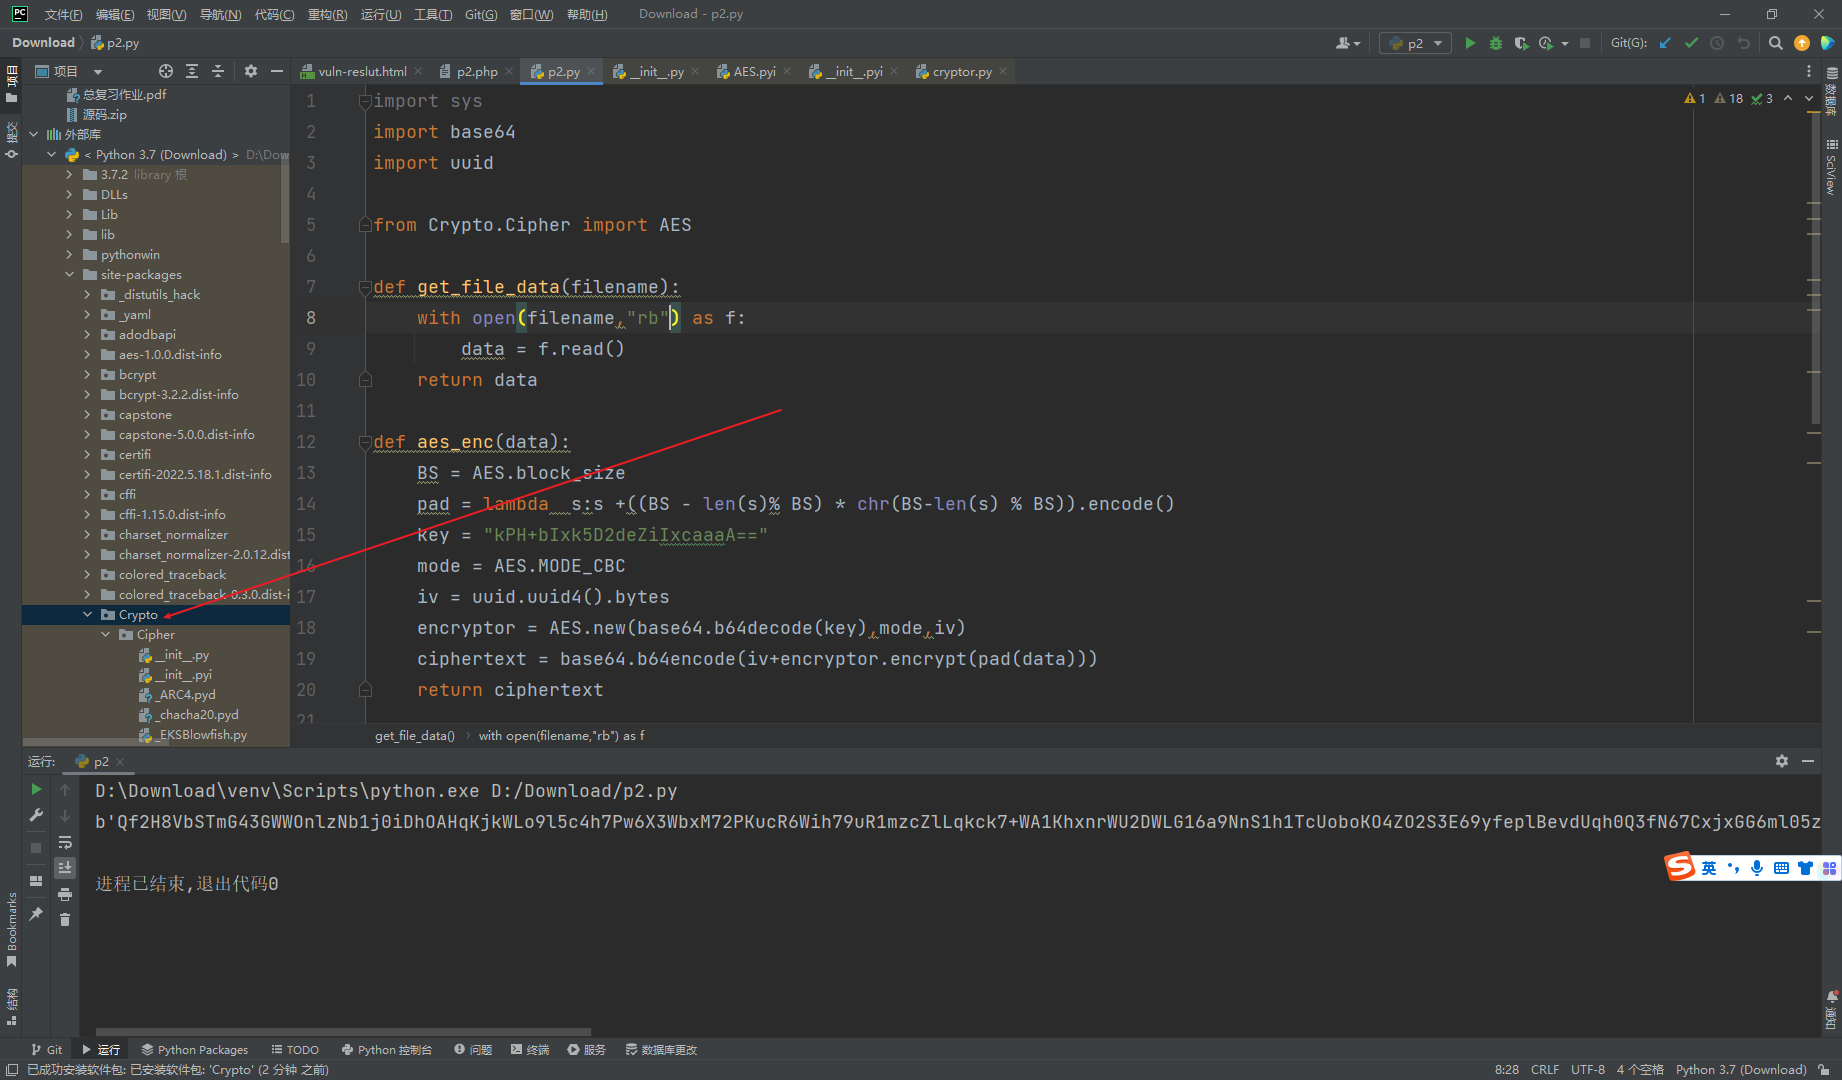 文件(F) 编辑(E) 视图(V) 导航(N) 代码(C) 重构(R) 运行(U) 工具(T) Git(G) 窗口(W) 帮助(H) Download - p2.py
Download p2.py p2 Git(G):
项目 vuln-reslut.html p2.php p2.py __init__.py AES.pyi __init__.pyi cryptor.py
总复习作业.pdf
源码.zip
外部库
< Python 3.7 (Download) > D:\Dow
3.7.2 library 根
DLLs
Lib
lib
pythonwin
site-packages
_distutils_hack
_yaml
adodbapi
aes-1.0.0.dist-info
bcrypt
bcrypt-3.2.2.dist-info
capstone
capstone-5.0.0.dist-info
certifi
certifi-2022.5.18.1.dist-info
cffi
cffi-1.15.0.dist-info
charset_normalizer
charset_normalizer-2.0.12.dist
colored_traceback
colored_traceback-0.3.0.dist-i
Crypto
Cipher
__init__.py
__init__.pyi
_ARC4.pyd
_chacha20.pyd
_EKSBlowfish.py
项目
提交
Bookmarks
结构
1 import sys
2 import base64
3 import uuid
4
5 from Crypto.Cipher import AES
6
7 def get_file_data(filename):
8 with open(filename,"rb") as f:
9 data = f.read()
10 return data
11
12 def aes_enc(data):
13 BS = AES.block_size
14 pad = lambda s:s +((BS - len(s)% BS) * chr(BS-len(s) % BS)).encode()
15 key = "kPH+bIxk5D2deZiIxcaaaA=="
16 mode = AES.MODE_CBC
17 iv = uuid.uuid4().bytes
18 encryptor = AES.new(base64.b64decode(key),mode,iv)
19 ciphertext = base64.b64encode(iv+encryptor.encrypt(pad(data)))
20 return ciphertext
21
1 18 3
数据库
SciView
通知
get_file_data() with open(filename,"rb") as f
运行: p2
D:\Download\venv\Scripts\python.exe D:/Download/p2.py
b'Qf2H8VbSTmG43GWWOnlzNb1j0iDhOAHqKjkWLo9l5c4h7Pw6X3WbxM72PKucR6Wih79uR1mzcZlLqkck7+WA1KhxnrWU2DWLG16a9NnS1h1TcUoboKO4ZO2S3E69yfeplBevdUqh0Q3fN67CxjxGG6ml05z
进程已结束,退出代码0
英
Git 运行 Python Packages TODO Python 控制台 问题 终端 服务 数据库更改
已成功安装软件包: 已安装软件包: 'Crypto' (2 分钟 之前) 8:28 CRLF UTF-8 4 个空格 Python 3.7 (Download)